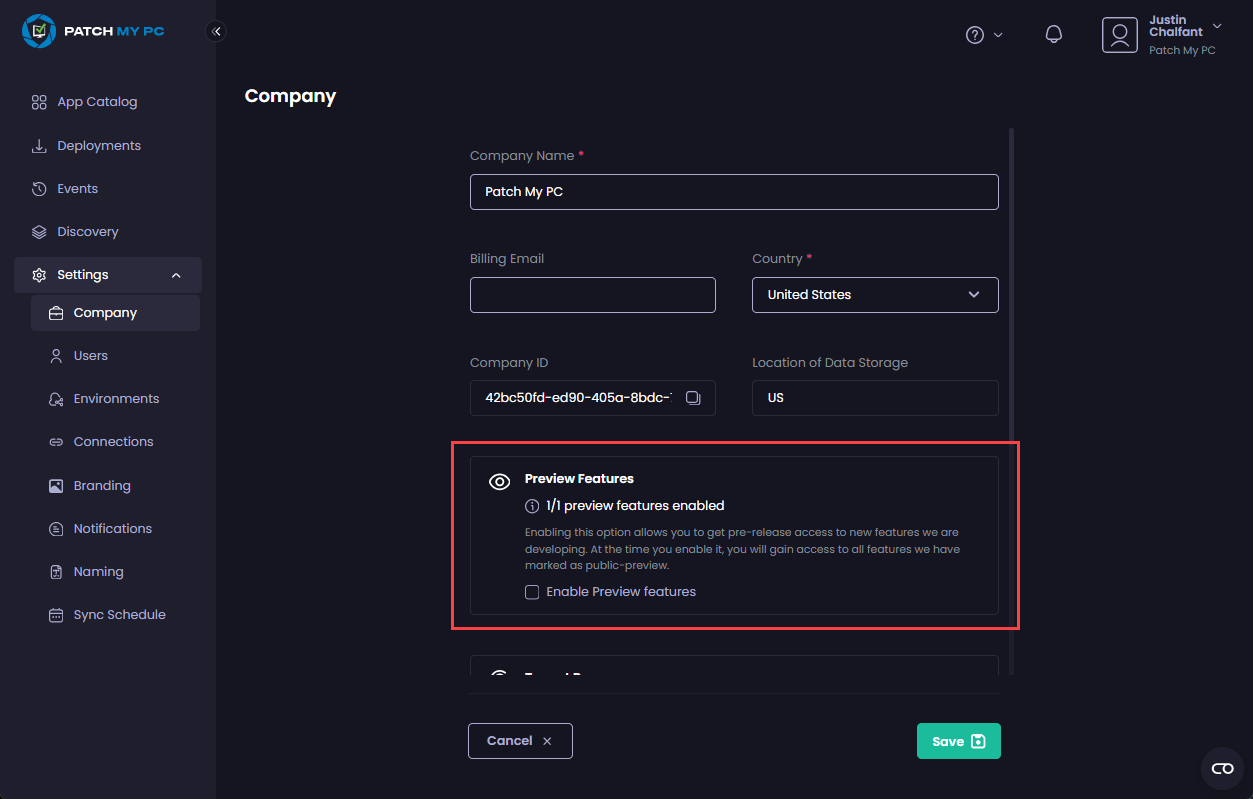 PATCH MY PC
Justin
Chalfant
Patch My PC
App Catalog
Deployments
Events
Discovery
Settings
Company
Users
Environments
Connections
Branding
Notifications
Naming
Sync Schedule
Company
Company Name *
Patch My PC
Billing Email
Country *
United States
Company ID
Location of Data Storage
42bc50fd-ed90-405a-8bdc-
US
Preview Features
1/1 preview features enabled
Enabling this option allows you to get pre-release access to new features we are
developing. At the time you enable it, you will gain access to all features we have
marked as public-preview.
Enable Preview features
Cancel
Save